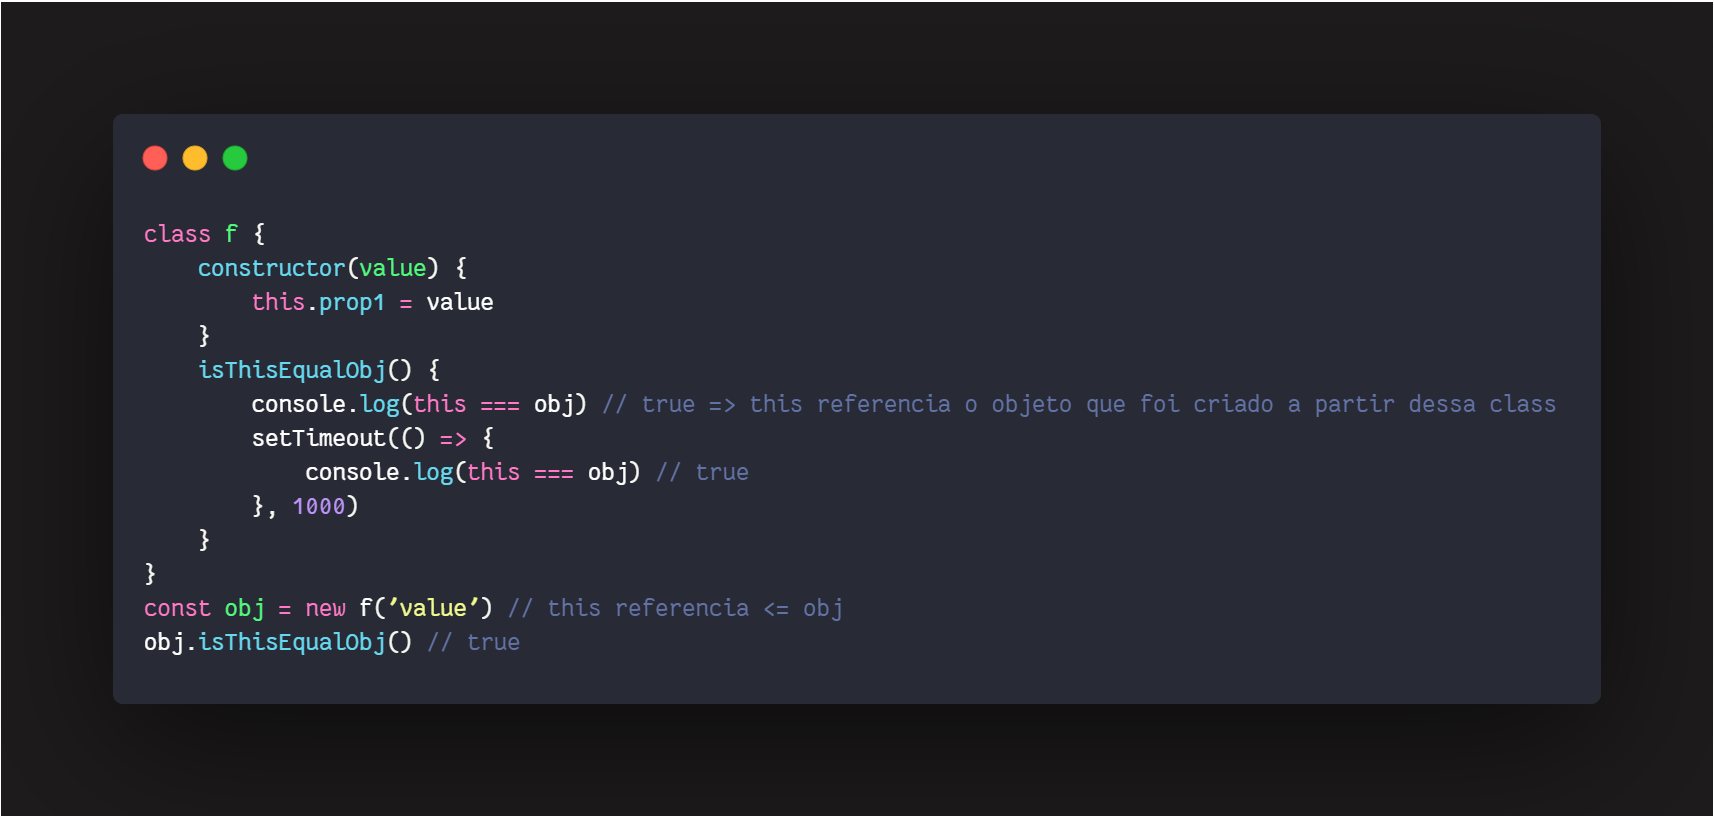 class f {
    constructor(value) {
        this.prop1 = value
    }
    isThisEqualObj() {
        console.log(this === obj) // true => this referencia o objeto que foi criado a partir dessa class
        setTimeout(() => {
            console.log(this === obj) // true
        }, 1000)
    }
}
const obj = new f('value') // this referencia <= obj
obj.isThisEqualObj() // true